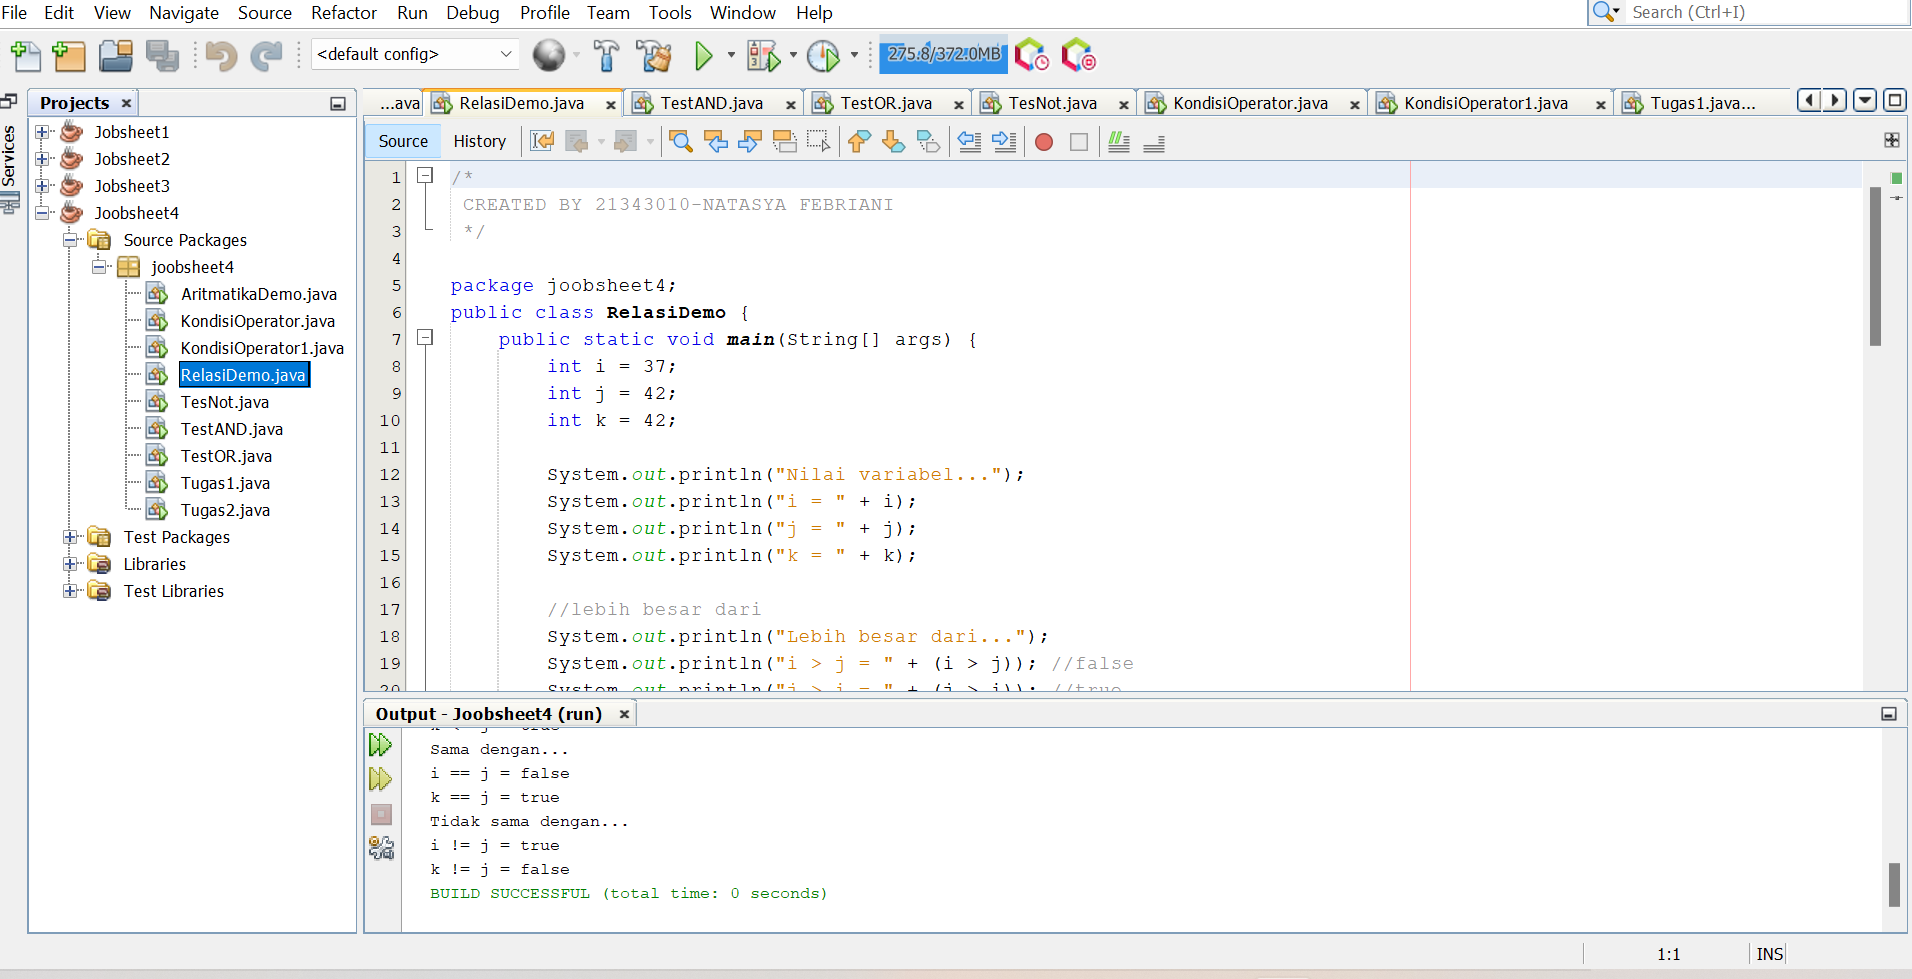 File Edit View Navigate Source Refactor Run Debug Profile Team Tools Window Help
Search (Ctrl+I)
<default config>
275.8/372.0MB
Services
Projects
Jobsheet1
Jobsheet2
Jobsheet3
Joobsheet4
Source Packages
joobsheet4
AritmatikaDemo.java
KondisiOperator.java
KondisiOperator1.java
RelasiDemo.java
TesNot.java
TestAND.java
TestOR.java
Tugas1.java
Tugas2.java
Test Packages
Libraries
Test Libraries
...ava RelasiDemo.java TestAND.java TestOR.java TesNot.java KondisiOperator.java KondisiOperator1.java Tugas1.java...
Source History
1 /*
2 CREATED BY 21343010-NATASYA FEBRIANI
3 */
4
5 package joobsheet4;
6 public class RelasiDemo {
7 public static void main(String[] args) {
8 int i = 37;
9 int j = 42;
10 int k = 42;
11
12 System.out.println("Nilai variabel...");
13 System.out.println("i = " + i);
14 System.out.println("j = " + j);
15 System.out.println("k = " + k);
16
17 //lebih besar dari
18 System.out.println("Lebih besar dari...");
19 System.out.println("i > j = " + (i > j)); //false
20 System.out.println("j > i = " + (j > i)); //true
Output - Joobsheet4 (run)
Sama dengan...
i == j = false
k == j = true
Tidak sama dengan...
i != j = true
k != j = false
BUILD SUCCESSFUL (total time: 0 seconds)
1:1 INS